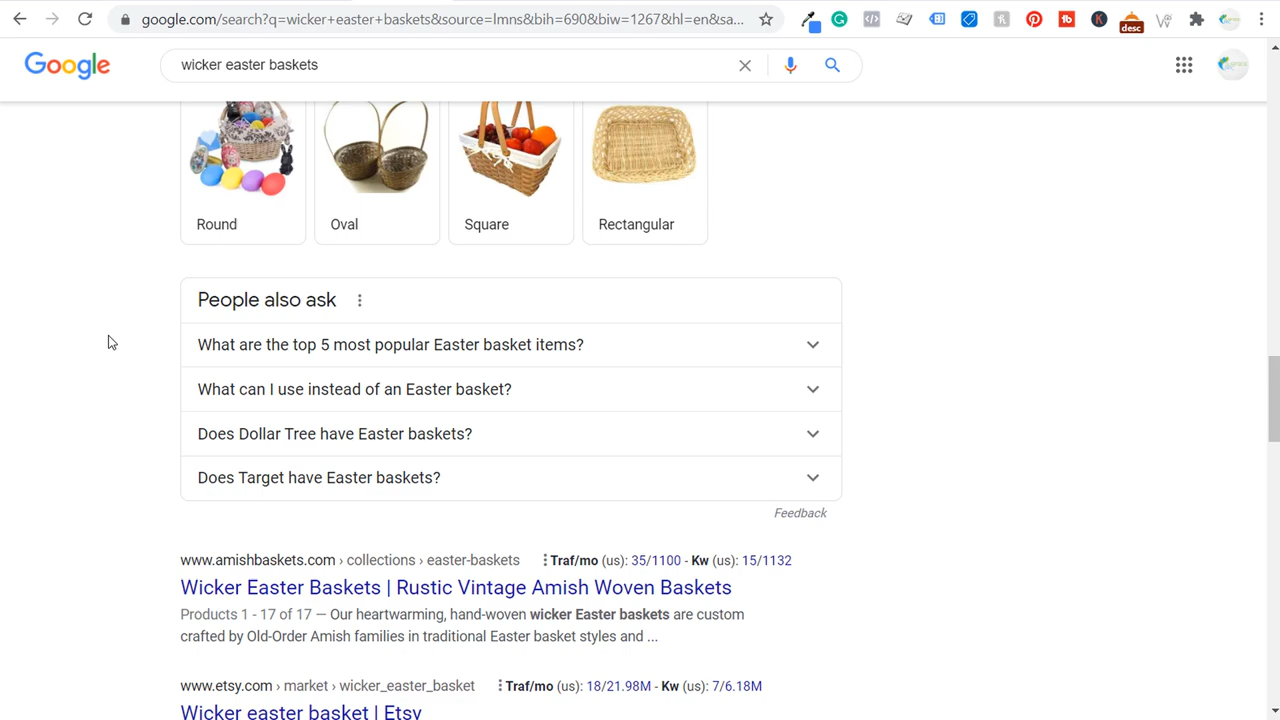 google.com/search?q=wicker+easter+baskets&source=lmns&bih=690&biw=1267&hl=en&sa...
desc
Google
wicker easter baskets
Round
Oval
Square
Rectangular
People also ask
What are the top 5 most popular Easter basket items?
What can I use instead of an Easter basket?
Does Dollar Tree have Easter baskets?
Does Target have Easter baskets?
Feedback
www.amishbaskets.com › collections › easter-baskets Traf/mo (us): 35/1100 - Kw (us): 15/1132
Wicker Easter Baskets | Rustic Vintage Amish Woven Baskets
Products 1 - 17 of 17 — Our heartwarming, hand-woven wicker Easter baskets are custom
crafted by Old-Order Amish families in traditional Easter basket styles and ...
www.etsy.com › market › wicker_easter_basket Traf/mo (us): 18/21.98M - Kw (us): 7/6.18M
Wicker easter basket | Etsy